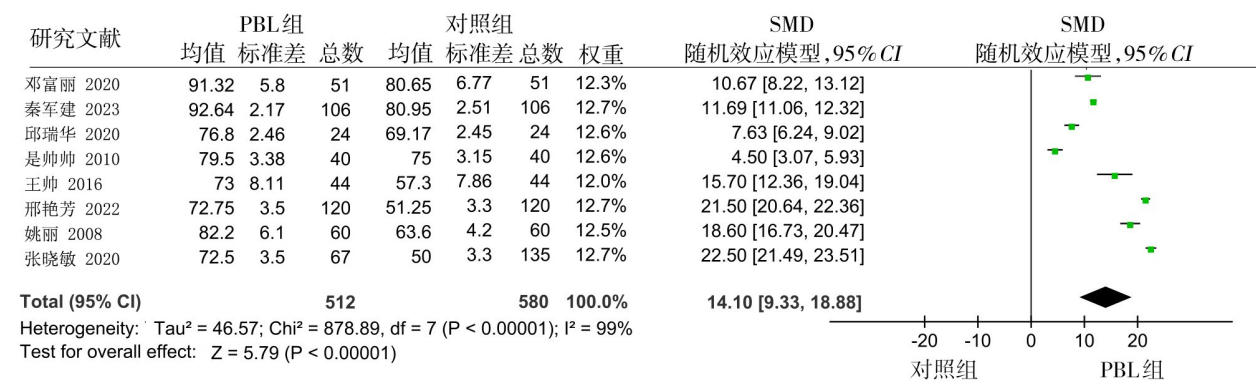 PBL组 对照组 SMD SMD
研究文献 均值 标准差 总数 均值 标准差 总数 权重 随机效应模型,95%CI 随机效应模型,95%CI
邓富丽 2020 91.32 5.8 51 80.65 6.77 51 12.3% 10.67 [8.22, 13.12]
秦军建 2023 92.64 2.17 106 80.95 2.51 106 12.7% 11.69 [11.06, 12.32]
邱瑞华 2020 76.8 2.46 24 69.17 2.45 24 12.6% 7.63 [6.24, 9.02]
是帅帅 2010 79.5 3.38 40 75 3.15 40 12.6% 4.50 [3.07, 5.93]
王帅 2016 73 8.11 44 57.3 7.86 44 12.0% 15.70 [12.36, 19.04]
邢艳芳 2022 72.75 3.5 120 51.25 3.3 120 12.7% 21.50 [20.64, 22.36]
姚丽 2008 82.2 6.1 60 63.6 4.2 60 12.5% 18.60 [16.73, 20.47]
张晓敏 2020 72.5 3.5 67 50 3.3 135 12.7% 22.50 [21.49, 23.51]
Total (95% CI) 512 580 100.0% 14.10 [9.33, 18.88]
Heterogeneity: Tau² = 46.57; Chi² = 878.89, df = 7 (P < 0.00001); I² = 99%
Test for overall effect: Z = 5.79 (P < 0.00001)
-20 -10 0 10 20
对照组 PBL组